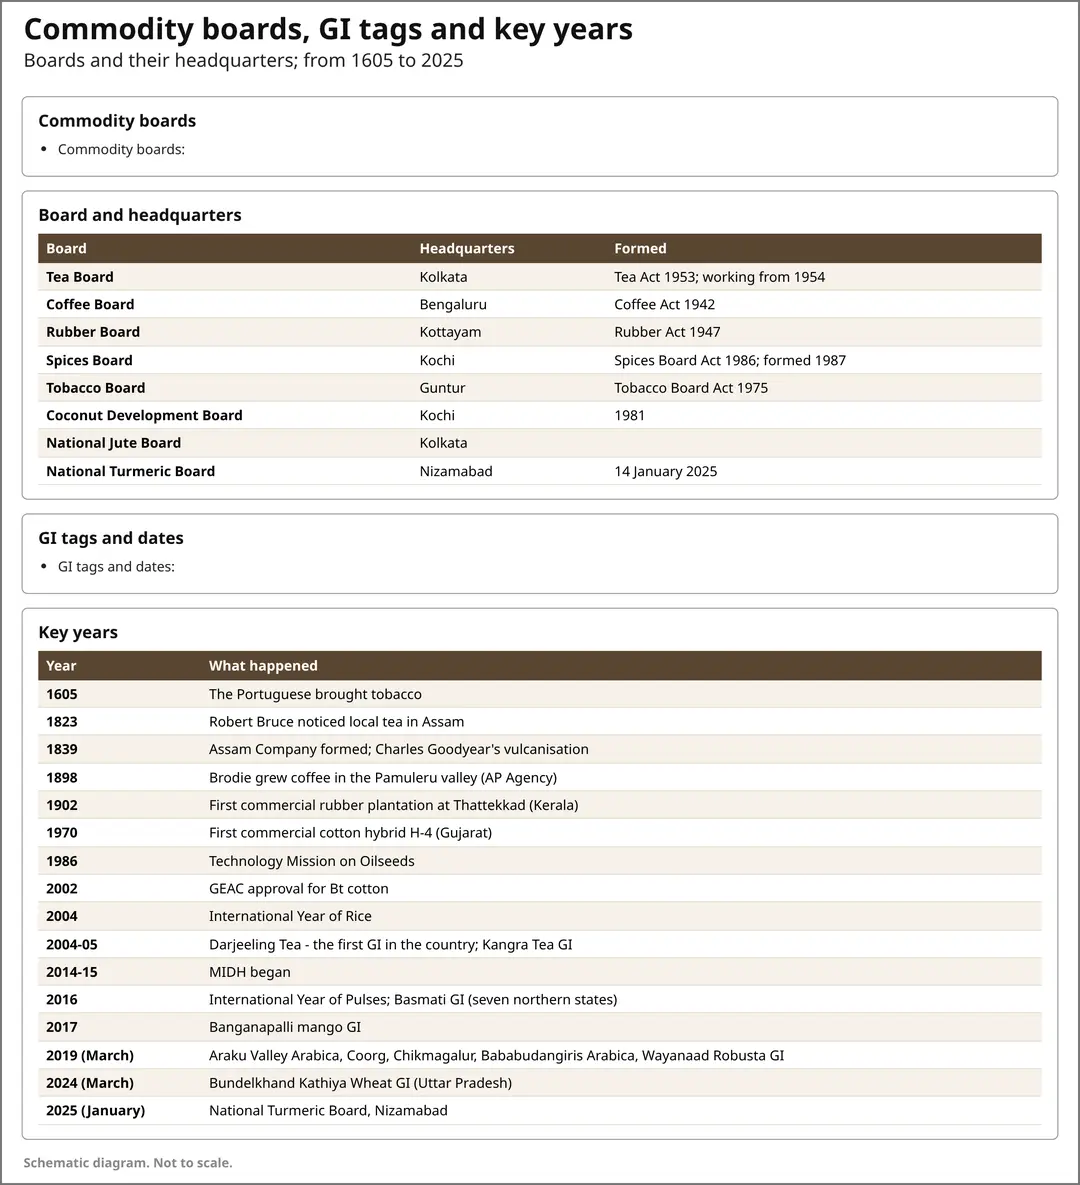 Commodity boards, GI tags and key years
Boards and their headquarters; from 1605 to 2025
Commodity boards
• Commodity boards:
Board and headquarters
Board Headquarters Formed
Tea Board Kolkata Tea Act 1953; working from 1954
Coffee Board Bengaluru Coffee Act 1942
Rubber Board Kottayam Rubber Act 1947
Spices Board Kochi Spices Board Act 1986; formed 1987
Tobacco Board Guntur Tobacco Board Act 1975
Coconut Development Board Kochi 1981
National Jute Board Kolkata
National Turmeric Board Nizamabad 14 January 2025
GI tags and dates
• GI tags and dates:
Key years
Year What happened
1605 The Portuguese brought tobacco
1823 Robert Bruce noticed local tea in Assam
1839 Assam Company formed; Charles Goodyear's vulcanisation
1898 Brodie grew coffee in the Pamuleru valley (AP Agency)
1902 First commercial rubber plantation at Thattekkad (Kerala)
1970 First commercial cotton hybrid H-4 (Gujarat)
1986 Technology Mission on Oilseeds
2002 GEAC approval for Bt cotton
2004 International Year of Rice
2004-05 Darjeeling Tea - the first GI in the country; Kangra Tea GI
2014-15 MIDH began
2016 International Year of Pulses; Basmati GI (seven northern states)
2017 Banganapalli mango GI
2019 (March) Araku Valley Arabica, Coorg, Chikmagalur, Bababudangiris Arabica, Wayanaad Robusta GI
2024 (March) Bundelkhand Kathiya Wheat GI (Uttar Pradesh)
2025 (January) National Turmeric Board, Nizamabad
Schematic diagram. Not to scale.